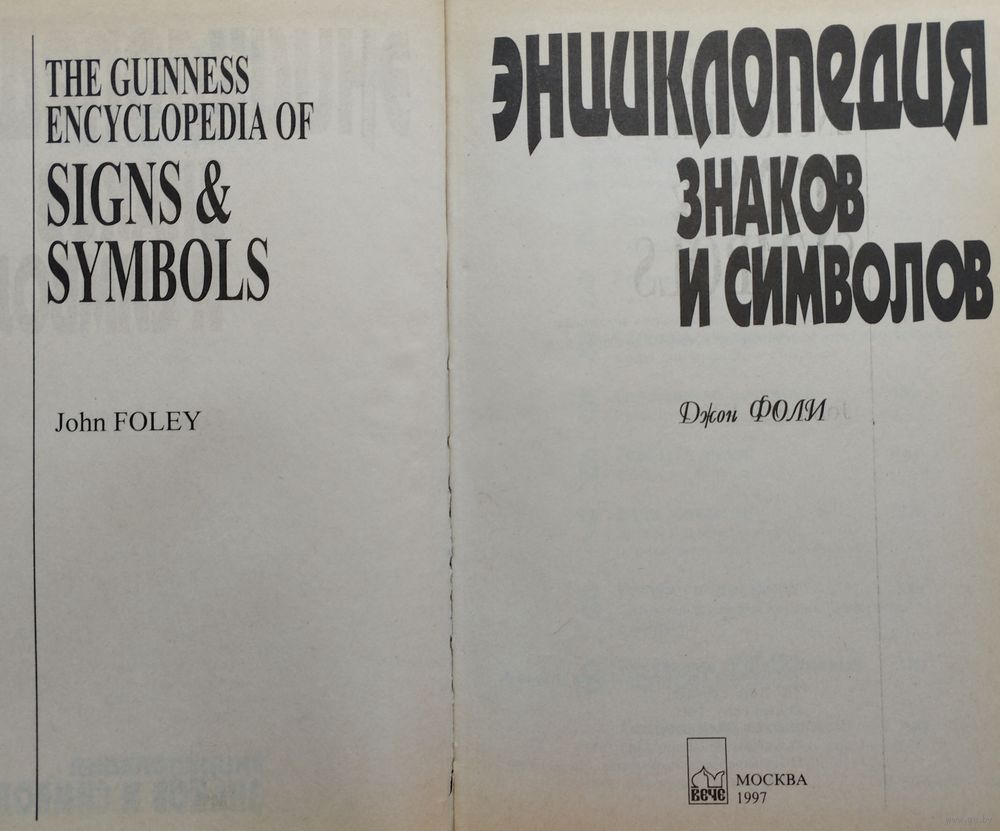 THE GUINNESS
ENCYCLOPEDIA OF
SIGNS &
SYMBOLS
John FOLEY
ЭНЦИКЛОПЕДИЯ
ЗНАКОВ
И СИМВОЛОВ
Джон ФОЛИ
ВЕЧЕ
МОСКВА
1997